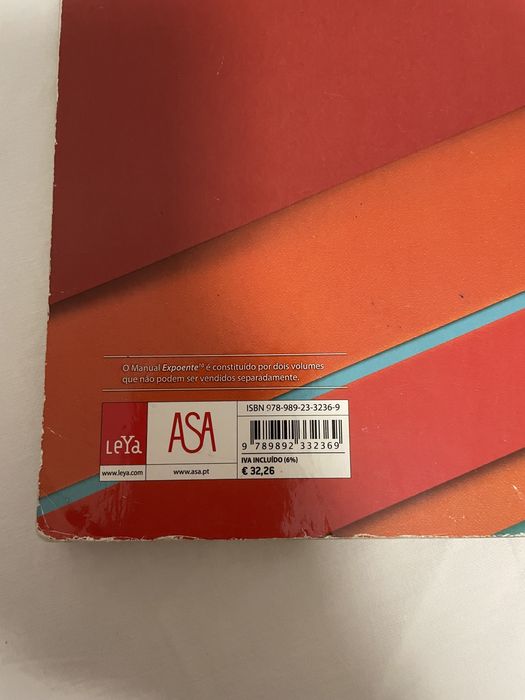 O Manual Expoente¹⁰ é constituído por dois volumes
que não podem ser vendidos separadamente.
LeYa
www.leya.com
ASA
www.asa.pt
ISBN 978-989-23-3236-9
9 789892 332369
IVA INCLUÍDO (6%)
€ 32,26